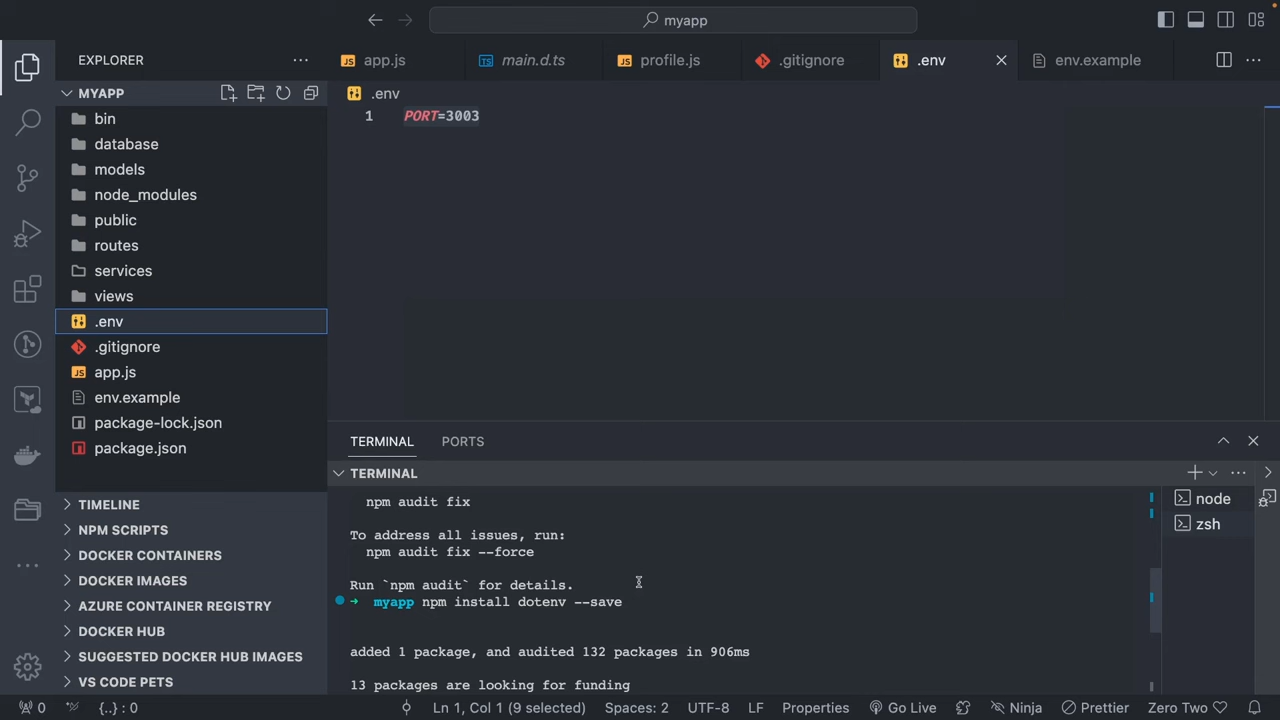 myapp
EXPLORER
app.js
main.d.ts
profile.js
.gitignore
.env
env.example
MYAPP
.env
bin
1
PORT=3003
database
models
node_modules
public
routes
services
views
.env
.gitignore
app.js
env.example
package-lock.json
package.json
TERMINAL
PORTS
TERMINAL
npm audit fix
To address all issues, run:
npm audit fix --force
Run `npm audit` for details.
myapp npm install dotenv --save
added 1 package, and audited 132 packages in 906ms
13 packages are looking for funding
node
zsh
TIMELINE
NPM SCRIPTS
DOCKER CONTAINERS
DOCKER IMAGES
AZURE CONTAINER REGISTRY
DOCKER HUB
SUGGESTED DOCKER HUB IMAGES
VS CODE PETS
0
{..} : 0
Ln 1, Col 1 (9 selected)
Spaces: 2
UTF-8
LF
Properties
Go Live
Ninja
Prettier
Zero Two